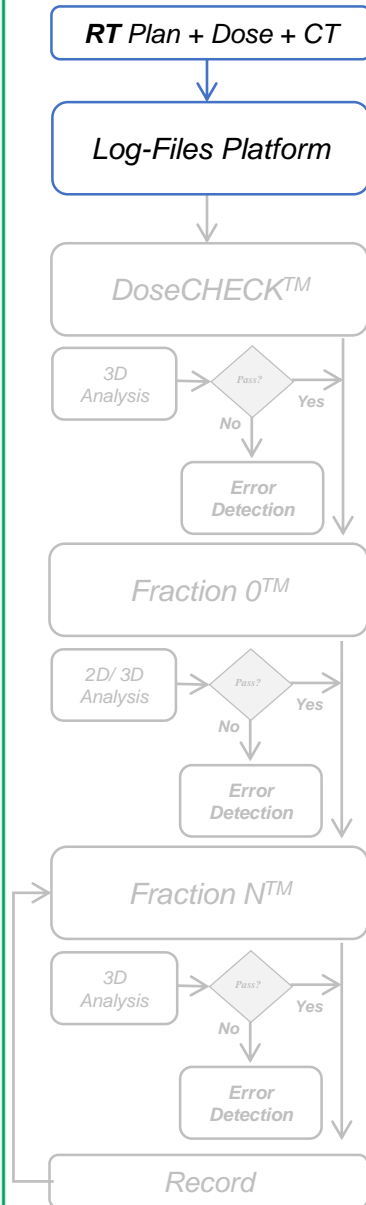 RT Plan + Dose + CT
Log-Files Platform
DoseCHECK™
3D
Analysis
Pass?
Yes
No
Error
Detection
Fraction 0™
2D/ 3D
Analysis
Pass?
Yes
No
Error
Detection
Fraction N™
3D
Analysis
Pass?
Yes
No
Error
Detection
Record